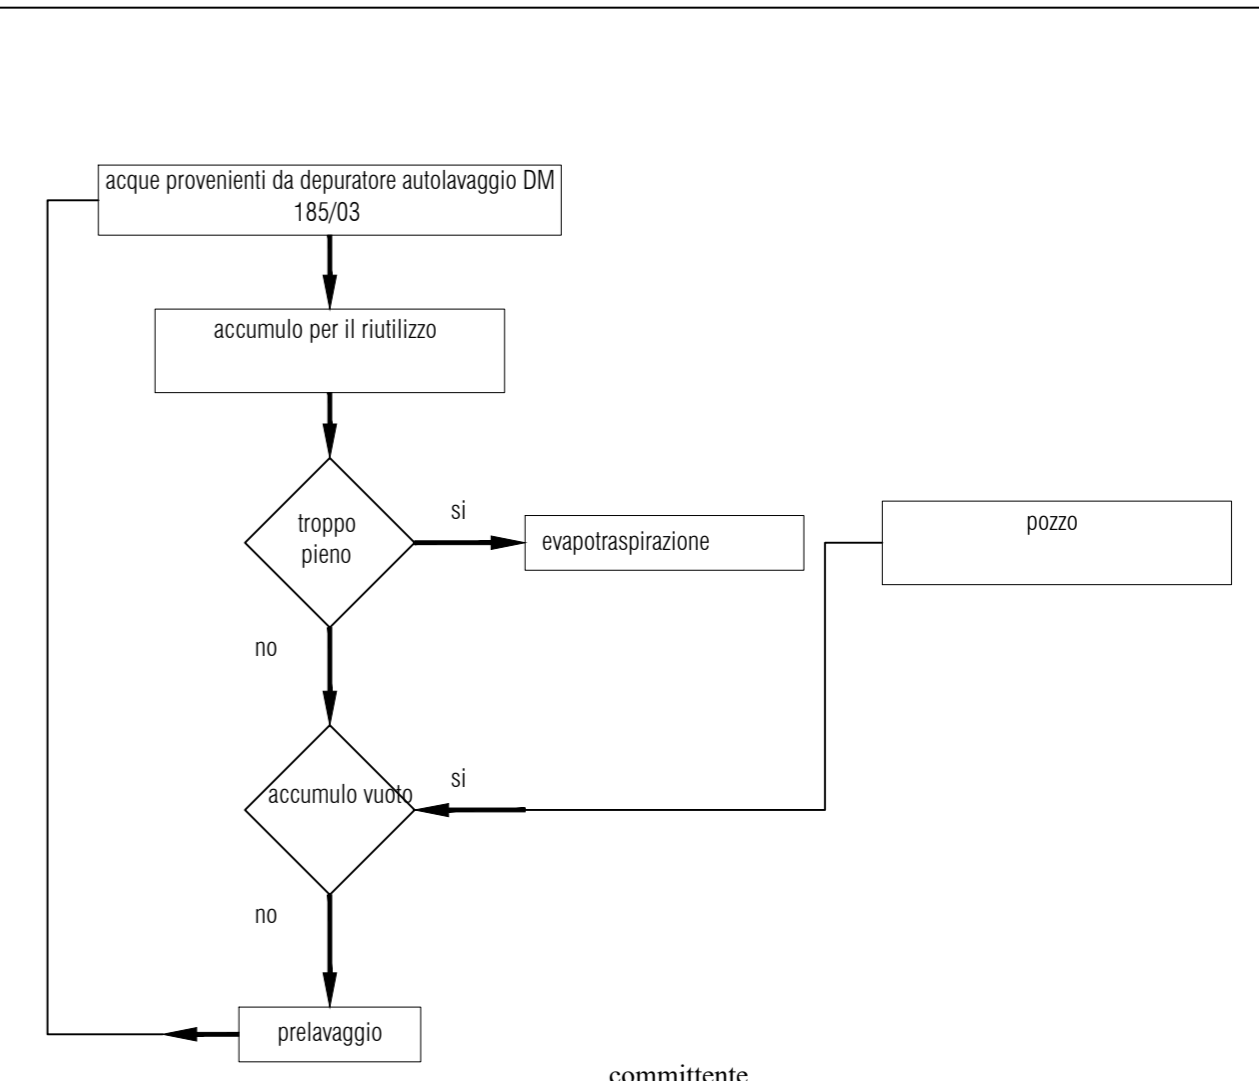 acque provenienti da depuratore autolavaggio DM
185/03
accumulo per il riutilizzo
troppo
pieno
si
evapotraspirazione
pozzo
no
accumulo vuoto
si
no
prelavaggio
committente